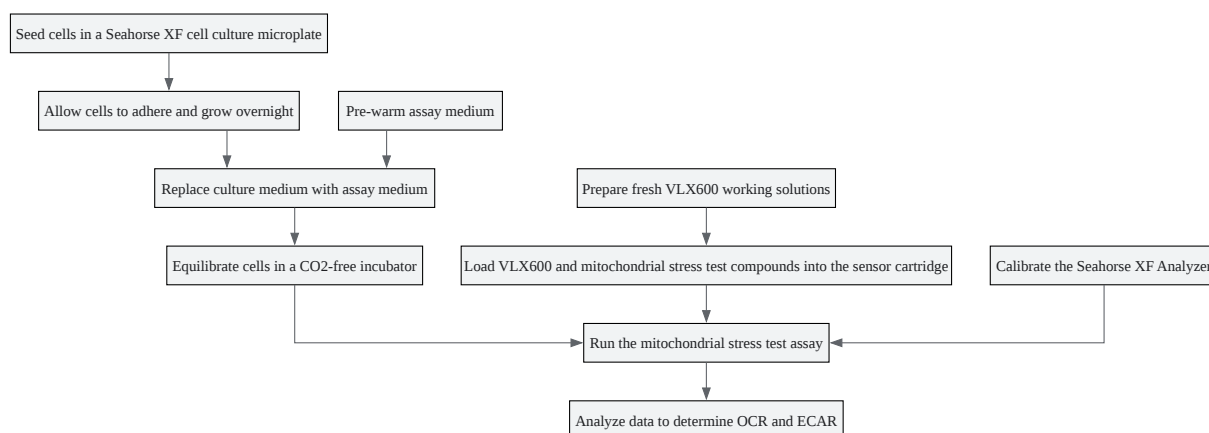 Seed cells in a Seahorse XF cell culture microplate
Allow cells to adhere and grow overnight
Pre-warm assay medium
Replace culture medium with assay medium
Prepare fresh VLX600 working solutions
Equilibrate cells in a CO2-free incubator
Load VLX600 and mitochondrial stress test compounds into the sensor cartridge
Calibrate the Seahorse XF Analyzer
Run the mitochondrial stress test assay
Analyze data to determine OCR and ECAR